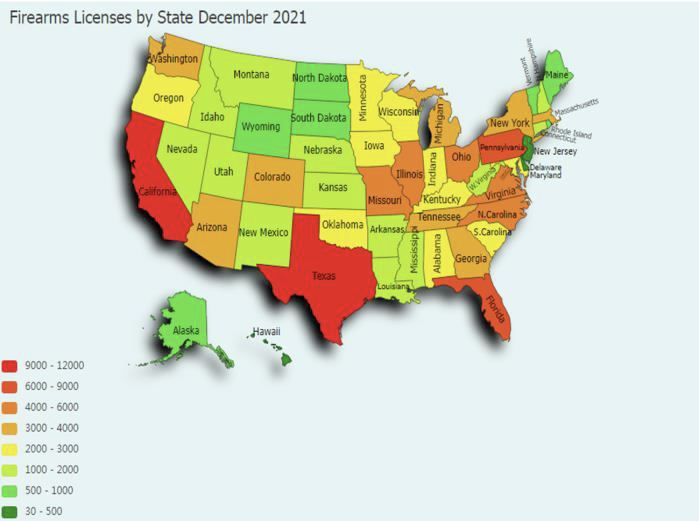 Firearms Licenses by State December 2021
Washington
Oregon
California
Nevada
Idaho
Montana
Wyoming
Utah
Arizona
Colorado
New Mexico
North Dakota
South Dakota
Nebraska
Kansas
Oklahoma
Texas
Minnesota
Iowa
Missouri
Arkansas
Louisiana
Wisconsin
Illinois
Michigan
Indiana
Ohio
Kentucky
Tennessee
Mississippi
Alabama
Georgia
Florida
S.Carolina
N.Carolina
Virginia
W.Virginia
Pennsylvania
New York
Vermont
N.Hampshire
Maine
Massachusetts
Rhode Island
Connecticut
New Jersey
Delaware
Maryland
Alaska
Hawaii
9000 - 12000
6000 - 9000
4000 - 6000
3000 - 4000
2000 - 3000
1000 - 2000
500 - 1000
30 - 500